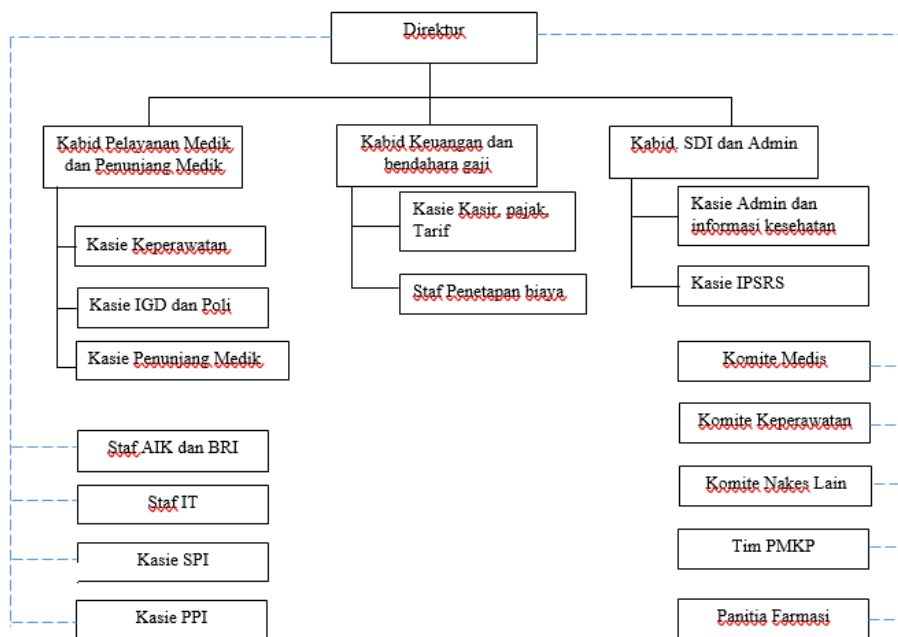 Direktur
Kabid Pelayanan Medik
dan Penunjang Medik
Kabid Keuangan dan
bendahara gaji
Kabid. SDI dan Admin
Kasie Keperawatan
Kasie IGD dan Poli
Kasie Penunjang Medik
Kasie Kasir, pajak,
Tarif
Staf Penetapan biaya
Kasie Admin dan
informasi kesehatan
Kasie IPSRS
Staf AIK dan BRI
Staf IT
Kasie SPI
Kasie PPI
Komite Medis
Komite Keperawatan
Komite Nakes Lain
Tim PMKP
Panitia Farmasi